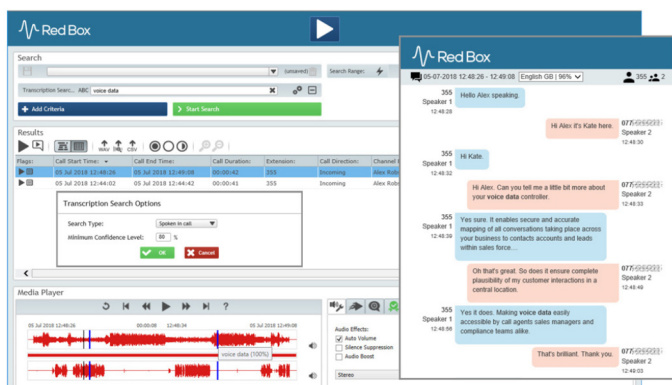 Red Box
Search
(unsaved)
Search Range:
Transcription Searc... ABC voice data
Add Criteria
Start Search
Results
WAV
CSV
Flags: Call Start Time: Call End Time: Call Duration: Extension: Call Direction: Channel
05 Jul 2018 12:48:26 05 Jul 2018 12:49:08 00:00:42 355 Incoming Alex Rob
05 Jul 2018 12:44:02 05 Jul 2018 12:44:42 00:00:41 355 Incoming Alex Rob
Transcription Search Options
Search Type: Spoken in call
Minimum Confidence Level: 80 %
OK Cancel
Media Player
05 Jul 2018 12:48:26 00:00:08 12:48:34 05 Jul 2018 12:49:08
voice data (100%)
Audio Effects:
Auto Volume
Silence Suppression
Audio Boost
Stereo
Red Box
05-07-2018 12:48:26 - 12:49:08 English GB | 96% 355 2
355
Speaker 1
12:48:28
Hello Alex speaking.
Hi Alex it's Kate here.
077
Speaker 2
12:48:30
355
Speaker 1
12:48:32
Hi Kate.
Hi Alex. Can you tell me a little bit more about
your voice data controller.
077
Speaker 2
12:48:33
355
Speaker 1
12:48:38
Yes sure. It enables secure and accurate
mapping of all conversations taking place across
your business to contacts accounts and leads
within sales force...
Oh that's great. So does it ensure complete
plausibility of my customer interactions in a
central location.
077
Speaker 2
12:48:49
355
Speaker 1
12:48:56
Yes it does. Making voice data easily
accessible by call agents sales managers and
compliance teams alike.
That's brilliant. Thank you.
077
Speaker 2
12:49:03